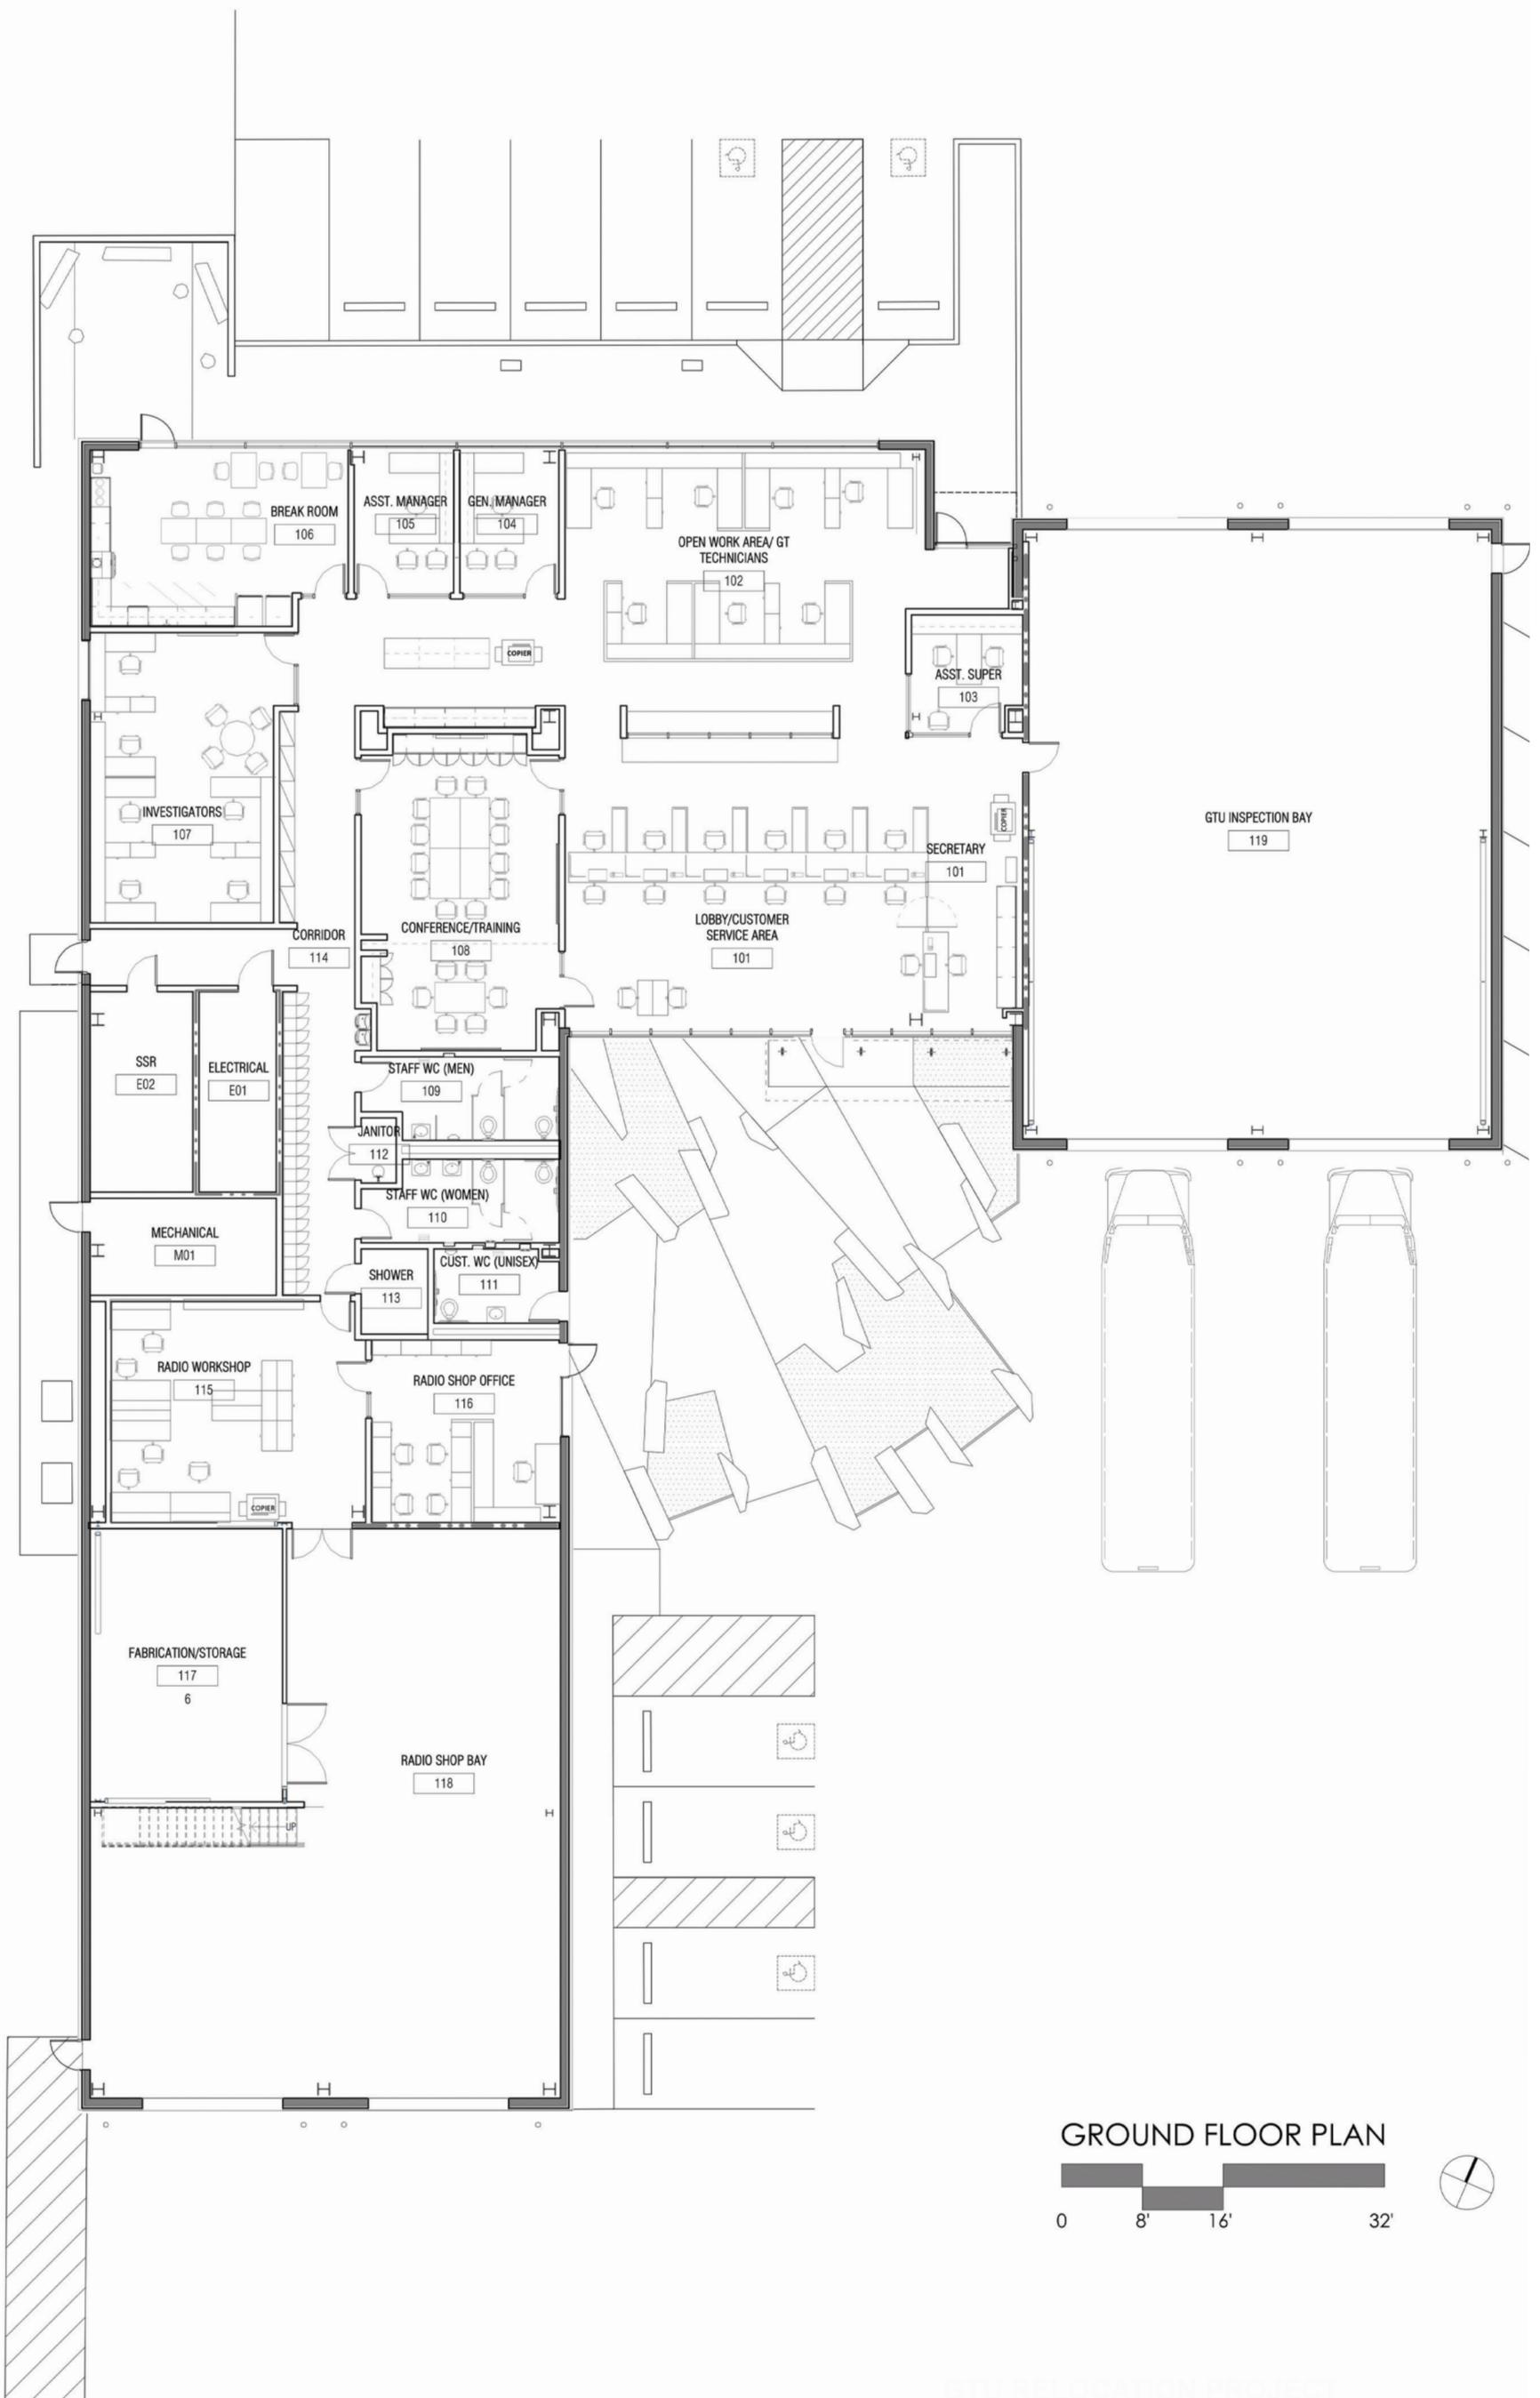 BREAK ROOM
106
ASST. MANAGER
105
GEN. MANAGER
104
OPEN WORK AREA/ GT
TECHNICIANS
102
COPIER
ASST. SUPER
103
INVESTIGATORS
107
GTU INSPECTION BAY
119
COPIER
SECRETARY
101
LOBBY/CUSTOMER
SERVICE AREA
101
CONFERENCE/TRAINING
108
CORRIDOR
114
SSR
E02
ELECTRICAL
E01
STAFF WC (MEN)
109
JANITOR
112
STAFF WC (WOMEN)
110
MECHANICAL
M01
SHOWER
113
CUST. WC (UNISEX)
111
RADIO WORKSHOP
115
RADIO SHOP OFFICE
116
COPIER
FABRICATION/STORAGE
117
6
RADIO SHOP BAY
118
UP
GROUND FLOOR PLAN
0 8' 16' 32'
GTU RELOCATION PROJECT